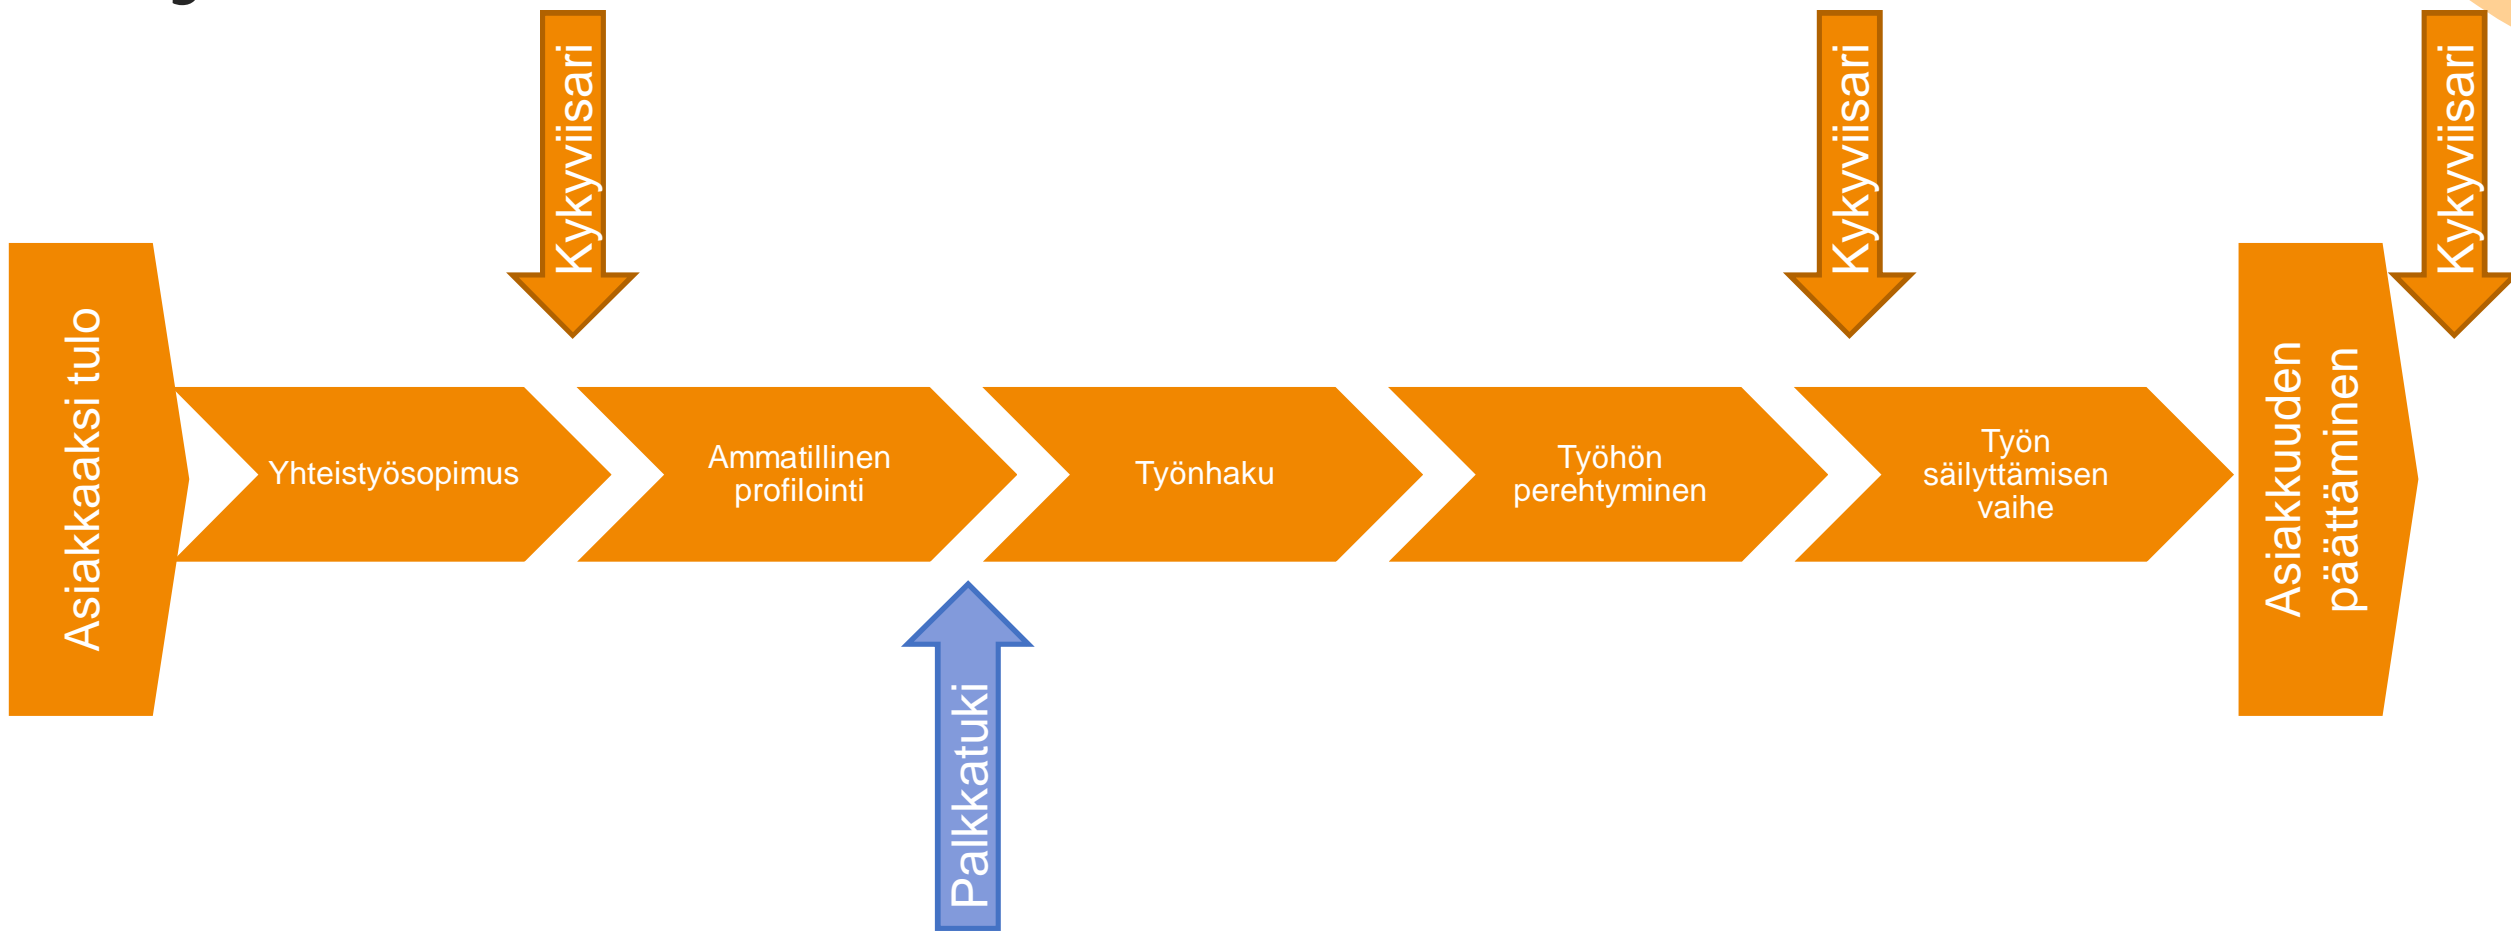 Kykyviisari
Kykyviisari
Kykyviisari
Asiakkaaksi tulo
Yhteistyösopimus
Ammatillinen
profilointi
Työnhaku
Työhön
perehtyminen
Työn
säilyttämisen
vaihe
Asiakkuuden
päättäminen
Palkkatuki